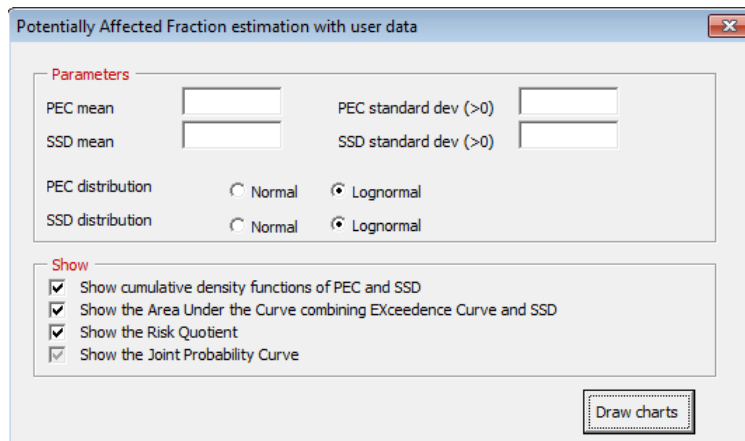 Potentially Affected Fraction estimation with user data
Parameters
PEC mean PEC standard dev (>0)
SSD mean SSD standard dev (>0)
PEC distribution Normal Lognormal
SSD distribution Normal Lognormal
Show
Show cumulative density functions of PEC and SSD
Show the Area Under the Curve combining EXceedence Curve and SSD
Show the Risk Quotient
Show the Joint Probability Curve
Draw charts